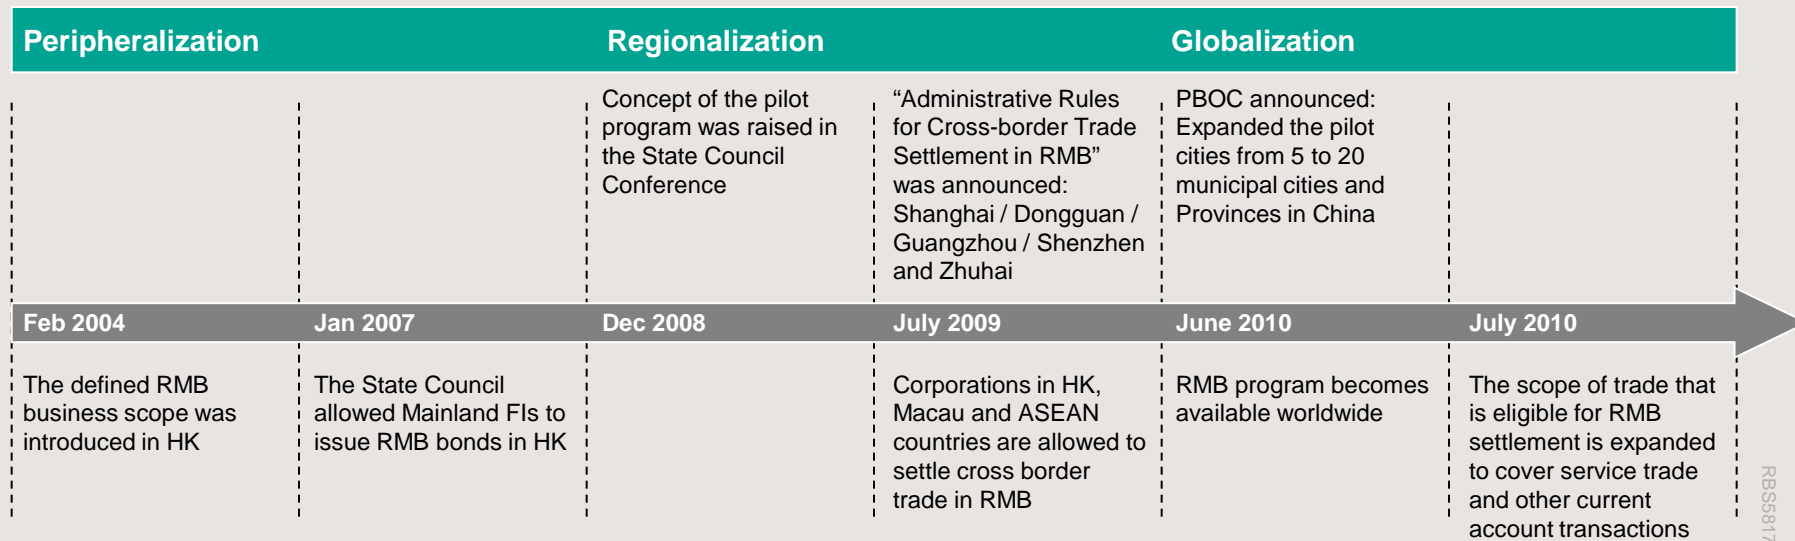 Peripheralization
Regionalization
Globalization
Concept of the pilot
program was raised in
the State Council
Conference
“Administrative Rules
for Cross-border Trade
Settlement in RMB”
was announced:
Shanghai / Dongguan /
Guangzhou / Shenzhen
and Zhuhai
PBOC announced:
Expanded the pilot
cities from 5 to 20
municipal cities and
Provinces in China
Feb 2004
Jan 2007
Dec 2008
July 2009
June 2010
July 2010
The defined RMB
business scope was
introduced in HK
The State Council
allowed Mainland FIs to
issue RMB bonds in HK
Corporations in HK,
Macau and ASEAN
countries are allowed to
settle cross border
trade in RMB
RMB program becomes
available worldwide
The scope of trade that
is eligible for RMB
settlement is expanded
to cover service trade
and other current
account transactions
RBS5817